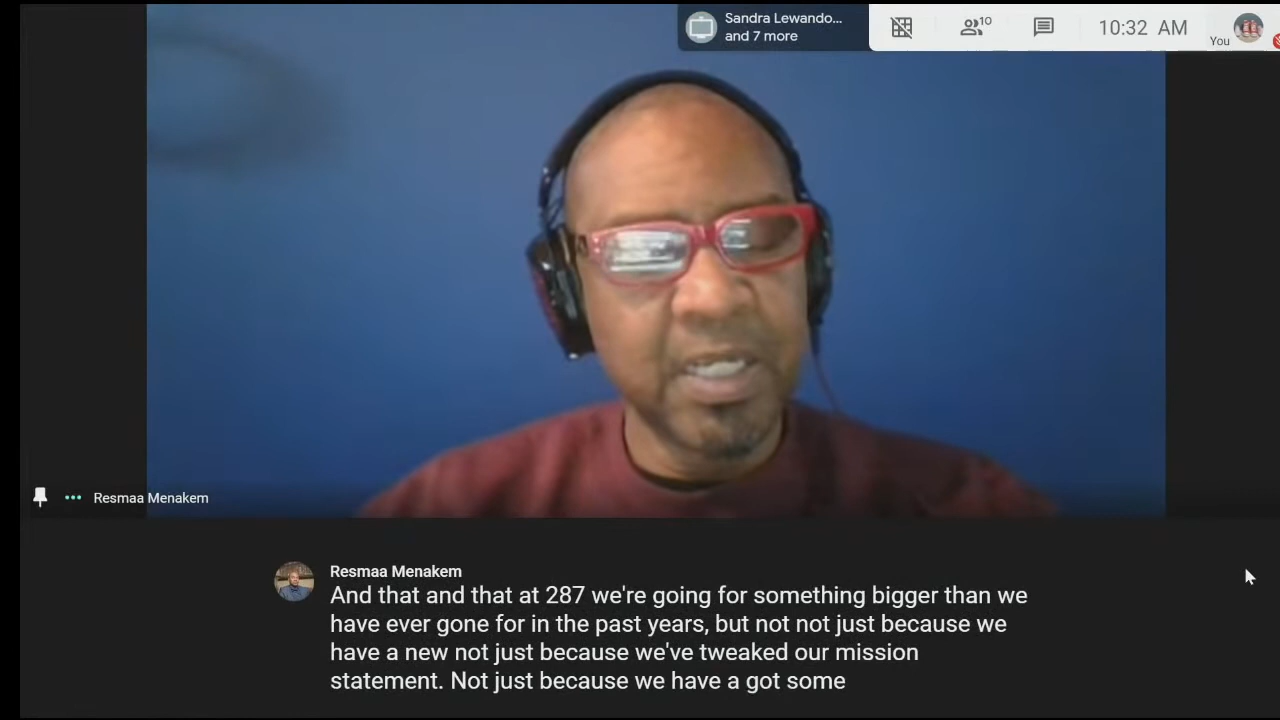 Sandra Lewando...
and 7 more
10
10:32 AM
You
Resmaa Menakem
Resmaa Menakem
And that and that at 287 we're going for something bigger than we
have ever gone for in the past years, but not not just because we
have a new not just because we've tweaked our mission
statement. Not just because we have a got some